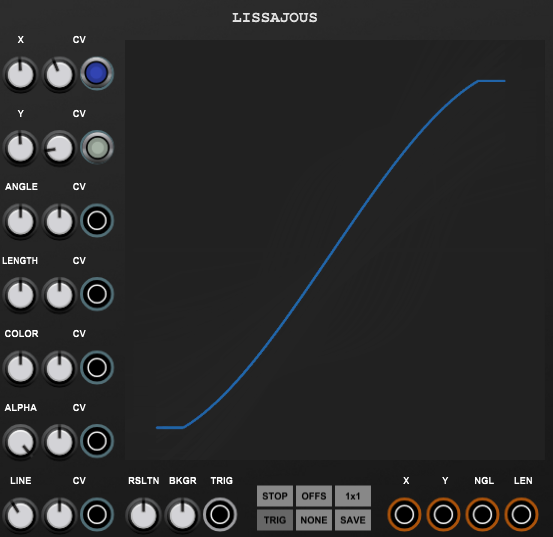 LISSAJOUS
X CV
Y CV
ANGLE CV
LENGTH CV
COLOR CV
ALPHA CV
LINE CV RSLTN BKGR TRIG X Y NGL LEN
STOP OFFS 1x1
TRIG NONE SAVE